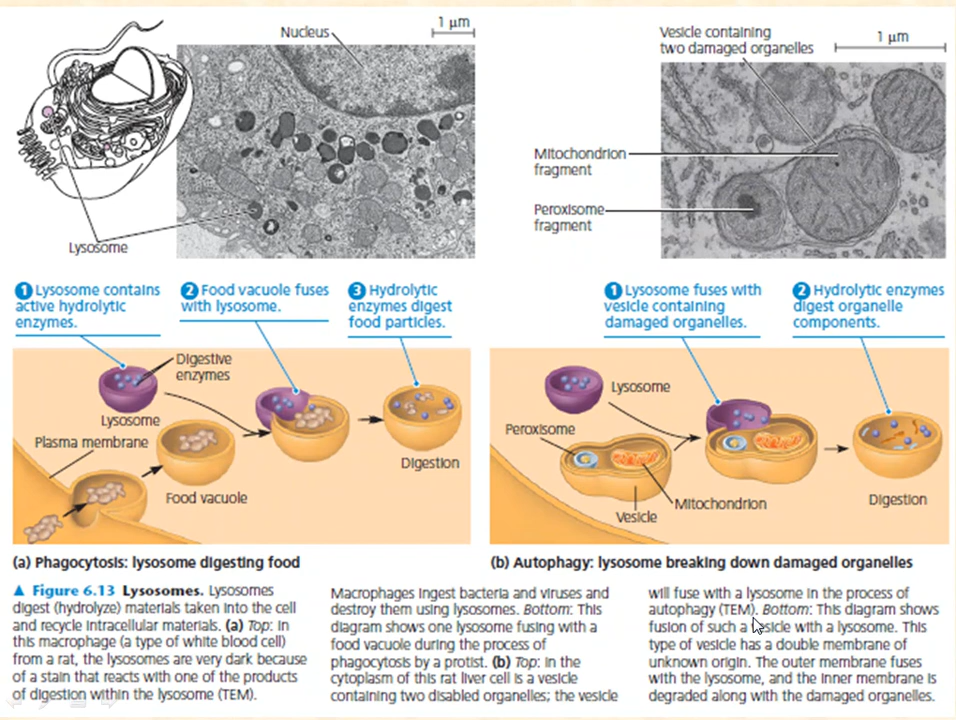 Nucleus
1 µm
Lysosome
Vesicle containing
two damaged organelles
1 µm
Mitochondrion
fragment
Peroxisome
fragment
1 Lysosome contains
active hydrolytic
enzymes.
2 Food vacuole fuses
with lysosome.
3 Hydrolytic
enzymes digest
food particles.
Digestive
enzymes
Lysosome
Plasma membrane
Food vacuole
Digestion
1 Lysosome fuses with
vesicle containing
damaged organelles.
2 Hydrolytic enzymes
digest organelle
components.
Lysosome
Peroxisome
Mitochondrion
Vesicle
Digestion
(a) Phagocytosis: lysosome digesting food
(b) Autophagy: lysosome breaking down damaged organelles
▲ Figure 6.13 Lysosomes. Lysosomes
digest (hydrolyze) materials taken into the cell
and recycle intracellular materials. (a) Top: In
this macrophage (a type of white blood cell)
from a rat, the lysosomes are very dark because
of a stain that reacts with one of the products
of digestion within the lysosome (TEM).
Macrophages ingest bacteria and viruses and
destroy them using lysosomes. Bottom: This
diagram shows one lysosome fusing with a
food vacuole during the process of
phagocytosis by a protist. (b) Top: In the
cytoplasm of this rat liver cell is a vesicle
containing two disabled organelles; the vesicle
will fuse with a lysosome in the process of
autophagy (TEM). Bottom: This diagram shows
fusion of such a vesicle with a lysosome. This
type of vesicle has a double membrane of
unknown origin. The outer membrane fuses
with the lysosome, and the inner membrane is
degraded along with the damaged organelles.